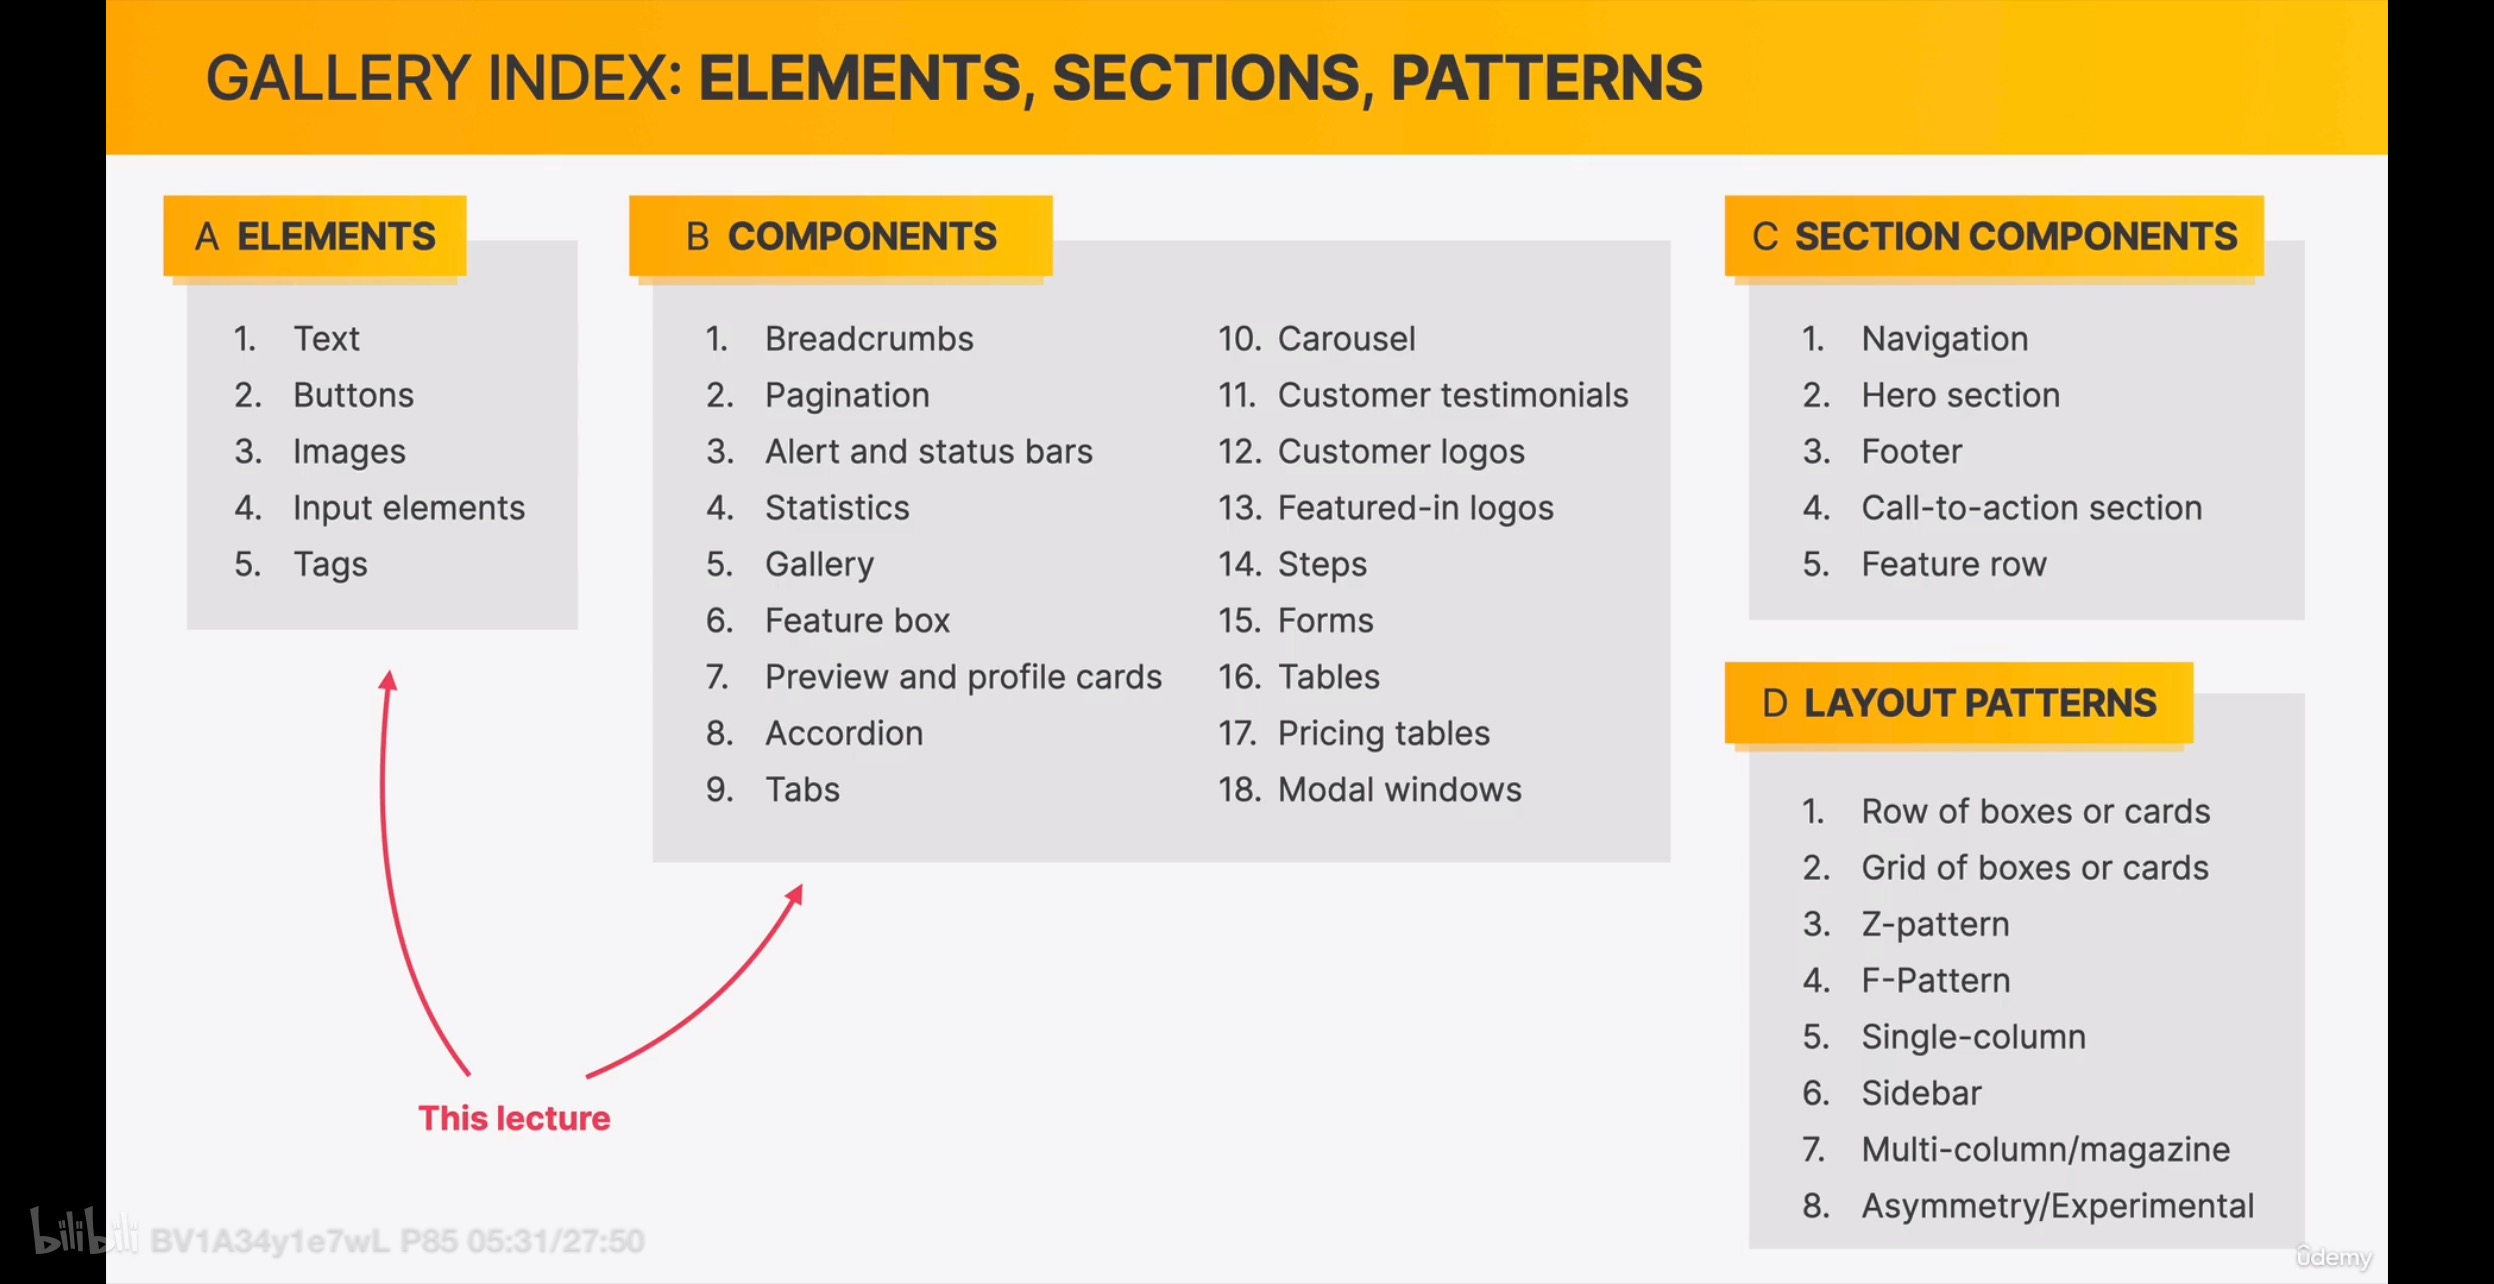 GALLERY INDEX: ELEMENTS, SECTIONS, PATTERNS
A ELEMENTS
1. Text
2. Buttons
3. Images
4. Input elements
5. Tags
B COMPONENTS
1. Breadcrumbs
2. Pagination
3. Alert and status bars
4. Statistics
5. Gallery
6. Feature box
7. Preview and profile cards
8. Accordion
9. Tabs
10. Carousel
11. Customer testimonials
12. Customer logos
13. Featured-in logos
14. Steps
15. Forms
16. Tables
17. Pricing tables
18. Modal windows
C SECTION COMPONENTS
1. Navigation
2. Hero section
3. Footer
4. Call-to-action section
5. Feature row
D LAYOUT PATTERNS
1. Row of boxes or cards
2. Grid of boxes or cards
3. Z-pattern
4. F-Pattern
5. Single-column
6. Sidebar
7. Multi-column/magazine
8. Asymmetry/Experimental
This lecture
bilibili BV1A34y1e7wL P85 05:31/27:50
ûdemy